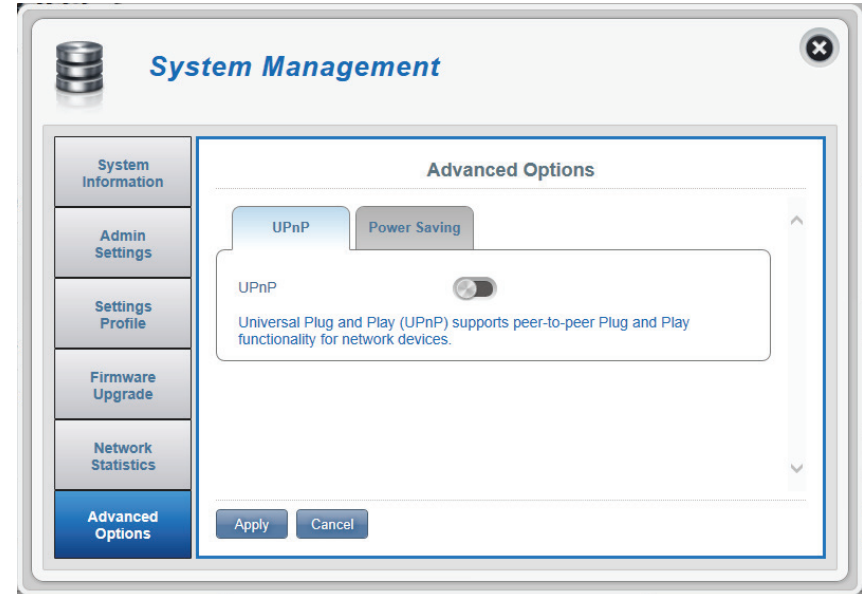 System Management
System
Information
Admin
Settings
Settings
Profile
Firmware
Upgrade
Network
Statistics
Advanced
Options
Advanced Options
UPnP
Power Saving
UPnP
Universal Plug and Play (UPnP) supports peer-to-peer Plug and Play
functionality for network devices.
Apply
Cancel